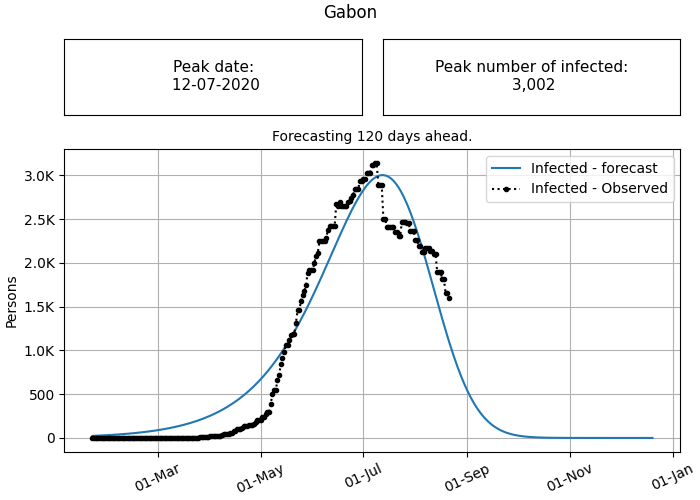 Gabon
Peak date:
12-07-2020
Peak number of infected:
3,002
Forecasting 120 days ahead.
Infected - forecast
Infected - Observed
Persons
3.0K
2.5K
2.0K
1.5K
1.0K
500
0
01-Mar
01-May
01-Jul
01-Sep
01-Nov
01-Jan